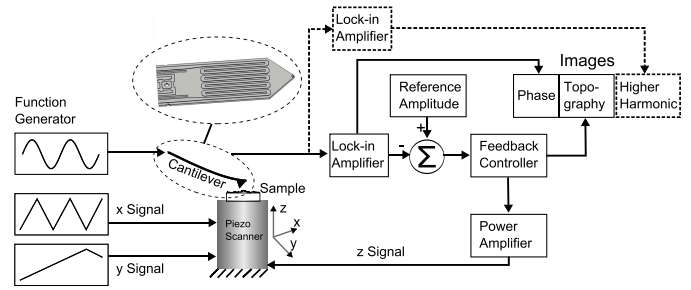 Lock-in
Amplifier
Images
Function
Generator
Reference
Amplitude
Phase
Topo-
graphy
Higher
Harmonic
Cantilever
Lock-in
Amplifier
-
+
Σ
Feedback
Controller
Sample
x Signal
Piezo
Scanner
z
x
y
Power
Amplifier
y Signal
z Signal